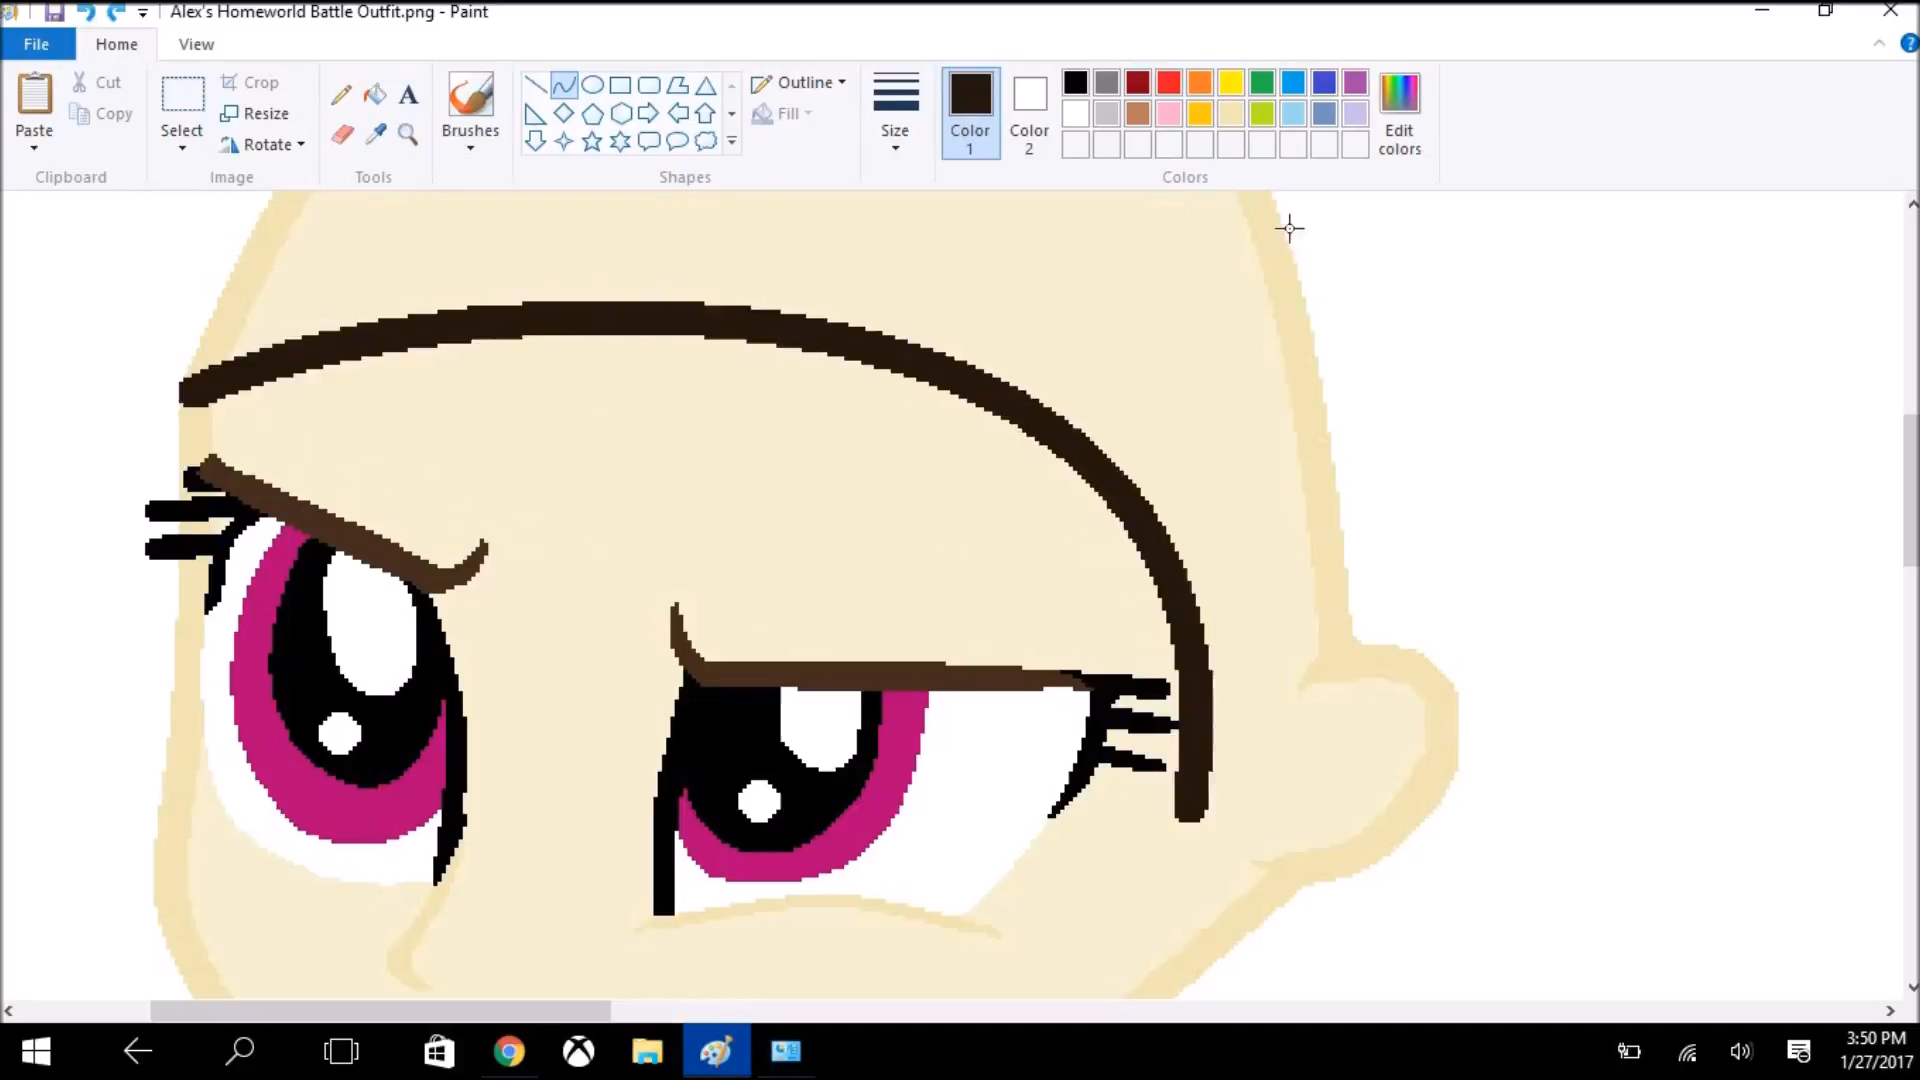 Alex's Homeworld Battle Outfit.png - Paint
File Home View
Paste
Cut
Copy
Clipboard
Select
Crop
Resize
Rotate
Image
A
Tools
Brushes
Shapes
Outline
Fill
Size
Color 1
Color 2
Edit colors
Colors
3:50 PM
1/27/2017